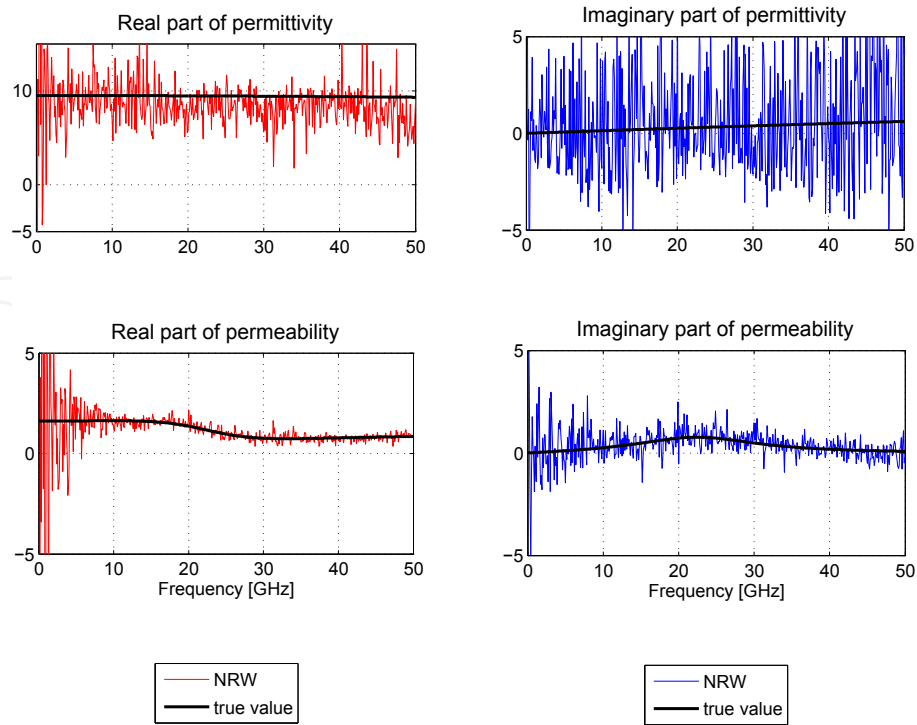 Real part of permittivity
10
0
−5
0 10 20 30 40 50
Imaginary part of permittivity
5
0
−5
0 10 20 30 40 50
Real part of permeability
5
0
−5
0 10 20 30 40 50
Frequency [GHz]
Imaginary part of permeability
5
0
−5
0 10 20 30 40 50
Frequency [GHz]
NRW
true value
NRW
true value